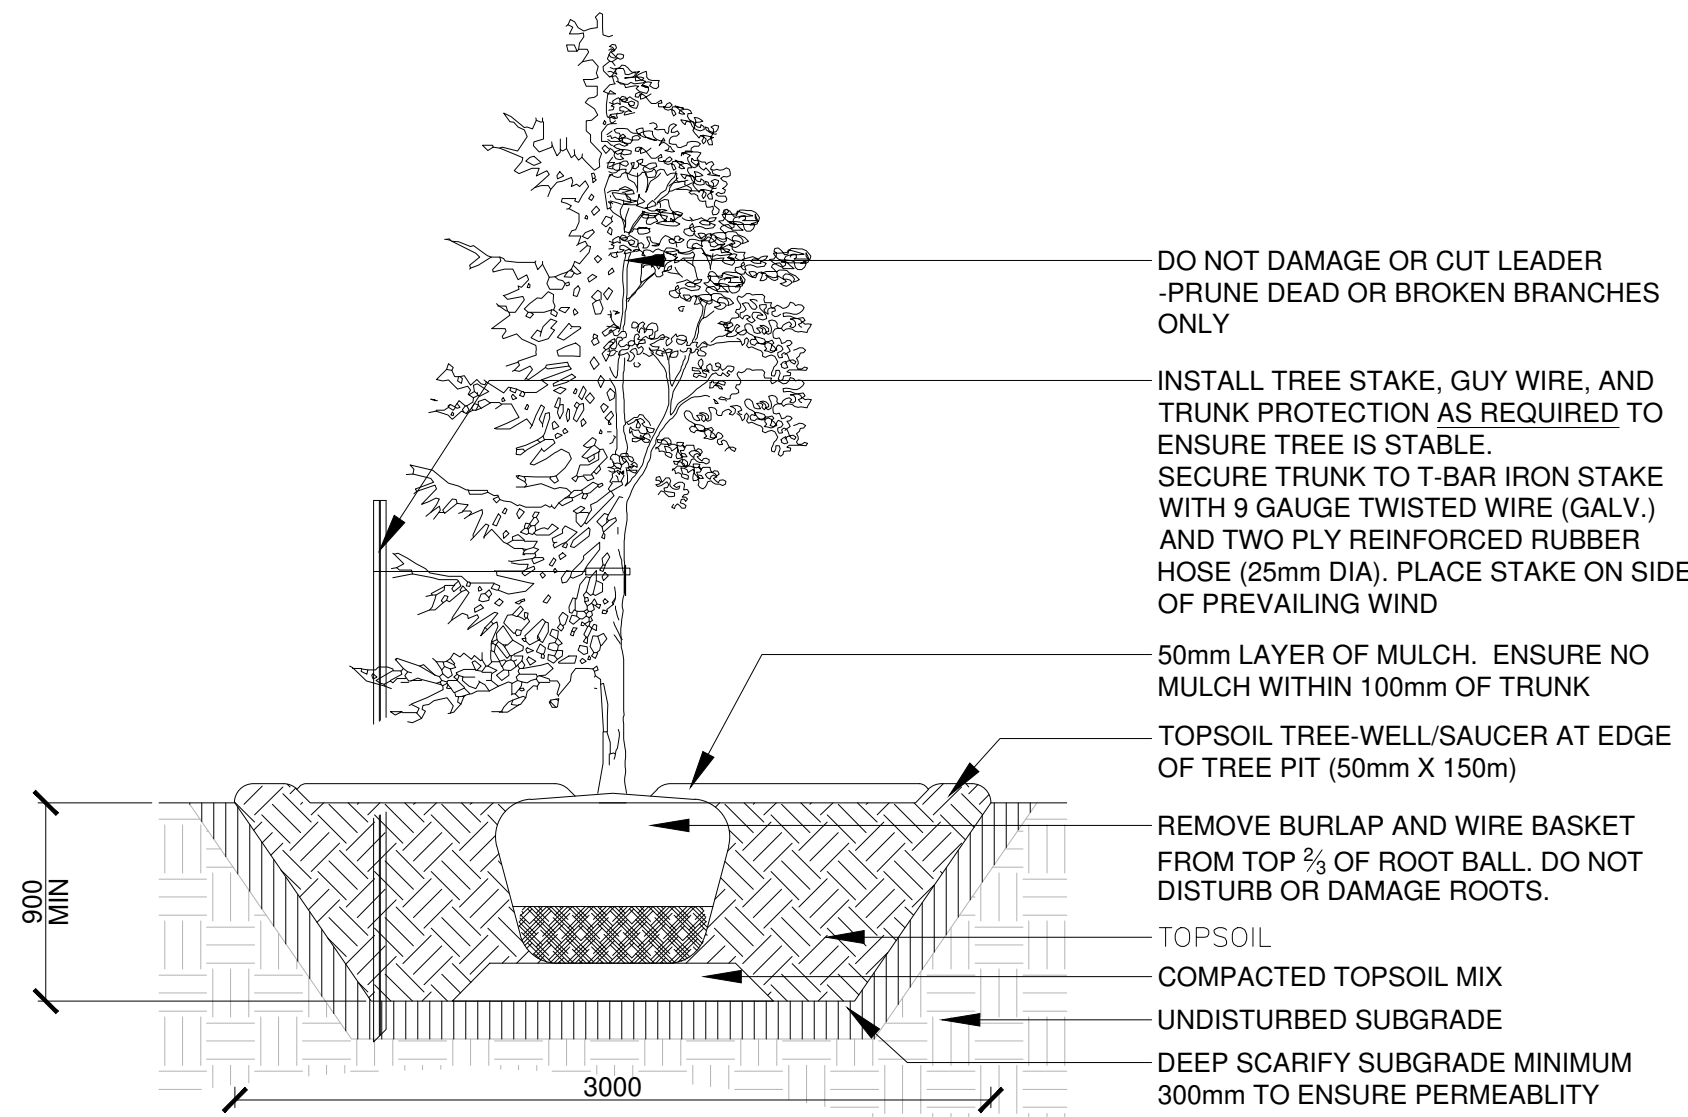 DO NOT DAMAGE OR CUT LEADER
-PRUNE DEAD OR BROKEN BRANCHES
ONLY
INSTALL TREE STAKE, GUY WIRE, AND
TRUNK PROTECTION AS REQUIRED TO
ENSURE TREE IS STABLE.
SECURE TRUNK TO T-BAR IRON STAKE
WITH 9 GAUGE TWISTED WIRE (GALV.)
AND TWO PLY REINFORCED RUBBER
HOSE (25mm DIA). PLACE STAKE ON SIDE
OF PREVAILING WIND
50mm LAYER OF MULCH. ENSURE NO
MULCH WITHIN 100mm OF TRUNK
TOPSOIL TREE-WELL/SAUCER AT EDGE
OF TREE PIT (50mm X 150m)
REMOVE BURLAP AND WIRE BASKET
FROM TOP ⅔ OF ROOT BALL. DO NOT
DISTURB OR DAMAGE ROOTS.
TOPSOIL
COMPACTED TOPSOIL MIX
UNDISTURBED SUBGRADE
DEEP SCARIFY SUBGRADE MINIMUM
300mm TO ENSURE PERMEABLITY
900
MIN
3000